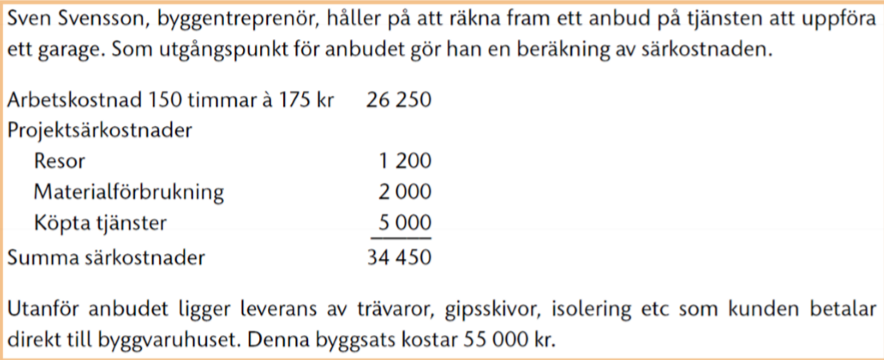 Sven Svensson, byggentreprenör, håller på att räkna fram ett anbud på tjänsten att uppföra
ett garage. Som utgångspunkt för anbudet gör han en beräkning av särkostnaden.
Arbetskostnad 150 timmar à 175 kr 26 250
Projektsärkostnader
Resor 1 200
Materialförbrukning 2 000
Köpta tjänster 5 000
Summa särkostnader 34 450
Utanför anbudet ligger leverans av trävaror, gipsskivor, isolering etc som kunden betalar
direkt till byggvaruhuset. Denna byggsats kostar 55 000 kr.